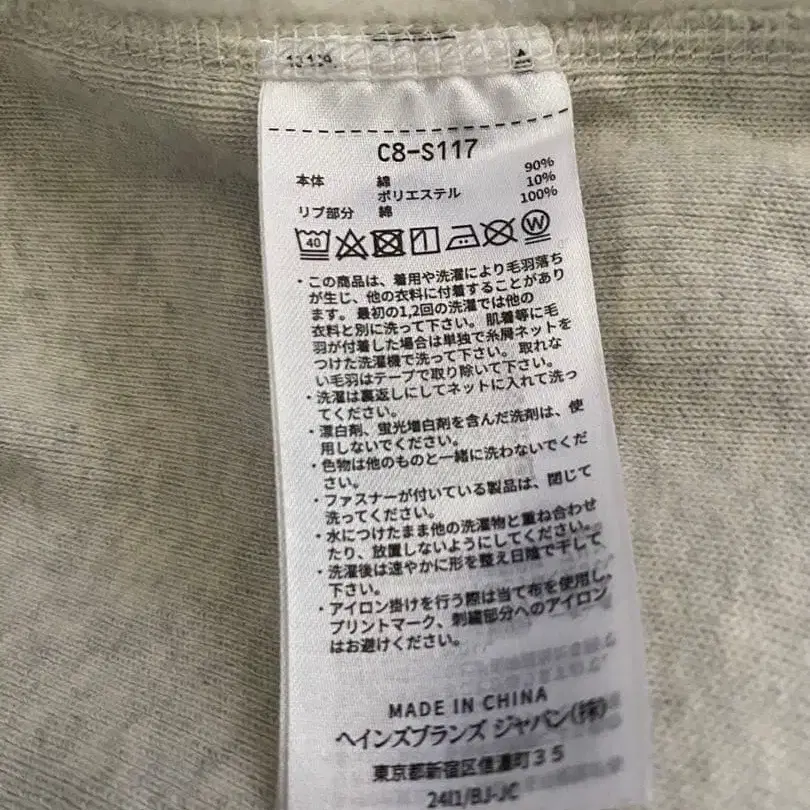 C8-S117
本体 綿 90%
ポリエステル 10%
リブ部分 綿 100%
40 W
・この商品は、着用や洗濯により毛羽落ち
が生じ、他の衣料に付着することがあり
ます。最初の1,2回の洗濯では他の
衣料と別に洗って下さい。肌着等に毛
羽が付着した場合は単独で糸屑ネットを
つけた洗濯機で洗って下さい。取れな
い毛羽はテープで取り除いて下さい。
・洗濯は裏返しにしてネットに入れて洗っ
てください。
・漂白剤、蛍光増白剤を含んだ洗剤は、使
用しないでください。
・色物は他のものと一緒に洗わないでくだ
さい。
・ファスナーが付いている製品は、閉じて
洗ってください。
・水につけたまま他の洗濯物と重ね合わせ
たり、放置しないようにしてください。
・洗濯後は速やかに形を整え日陰で干して
下さい。
・アイロン掛けを行う際は当て布を使用し、
プリントマーク、刺繍部分へのアイロン
はお避けください。
MADE IN CHINA
ヘインズブランズ ジャパン(株)
東京都新宿区信濃町35
24I1/BJ-JC